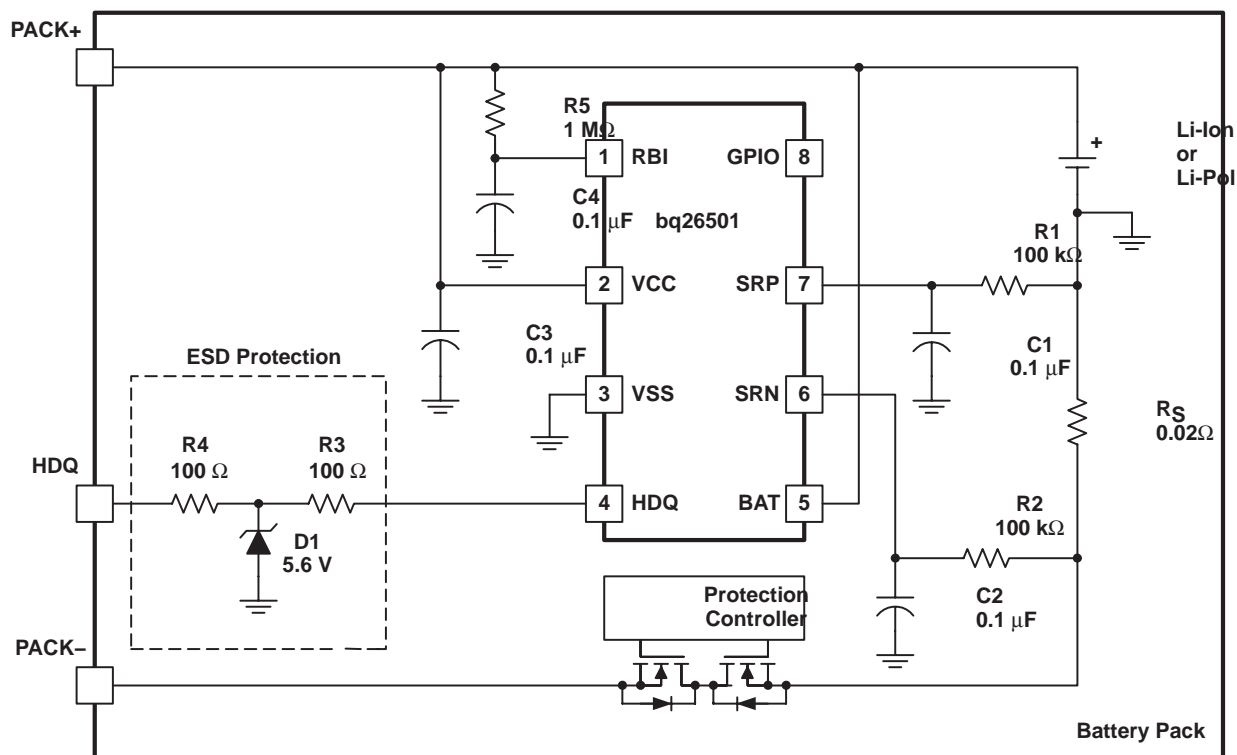 PACK+
R5
1 MΩ
Li-Ion
or
Li-Pol
+
1
RBI
GPIO
8
C4
0.1 μF
bq26501
R1
100 kΩ
2
VCC
SRP
7
C3
0.1 μF
C1
0.1 μF
ESD Protection
3
VSS
SRN
6
RS
0.02Ω
R4
100 Ω
R3
100 Ω
HDQ
4
HDQ
BAT
5
R2
100 kΩ
D1
5.6 V
Protection
Controller
C2
0.1 μF
PACK–
Battery Pack